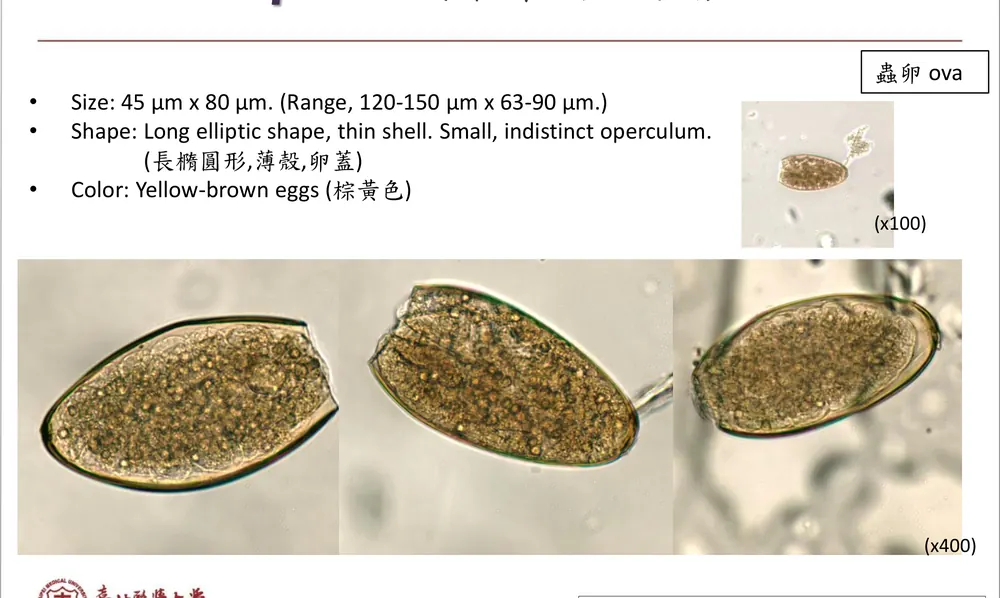 蟲卵 ova
• Size: 45 μm x 80 μm. (Range, 120-150 μm x 63-90 μm.)
• Shape: Long elliptic shape, thin shell. Small, indistinct operculum.
(長橢圓形,薄殼,卵蓋)
• Color: Yellow-brown eggs (棕黃色)
(x100)
(x400)